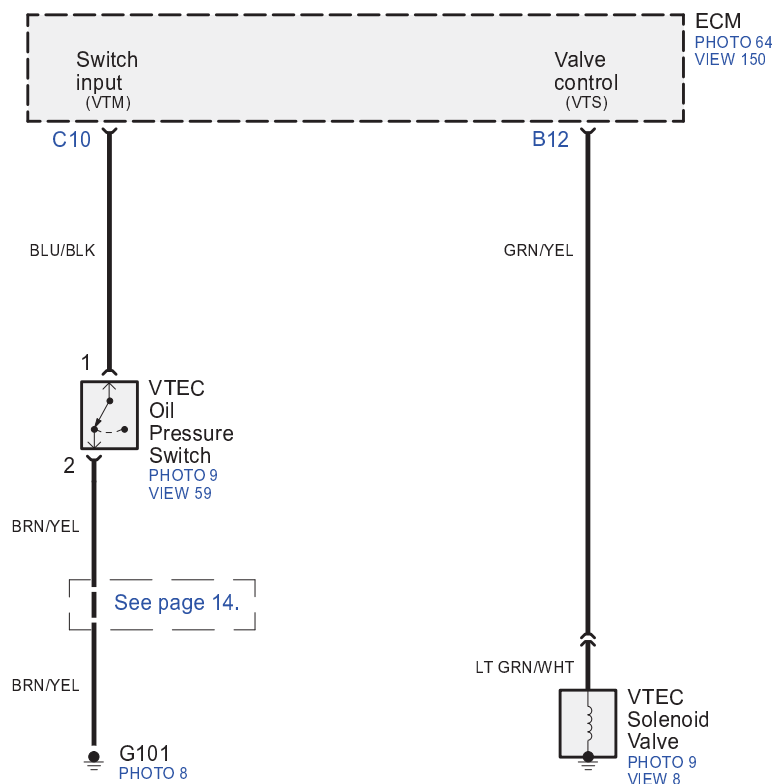 ECM
PHOTO 64
VIEW 150
Switch
input
(VTM)
Valve
control
(VTS)
C10
B12
BLU/BLK
GRN/YEL
1
VTEC
Oil
Pressure
Switch
PHOTO 9
VIEW 59
2
BRN/YEL
See page 14.
BRN/YEL
LT GRN/WHT
G101
PHOTO 8
VTEC
Solenoid
Valve
PHOTO 9
VIEW 8